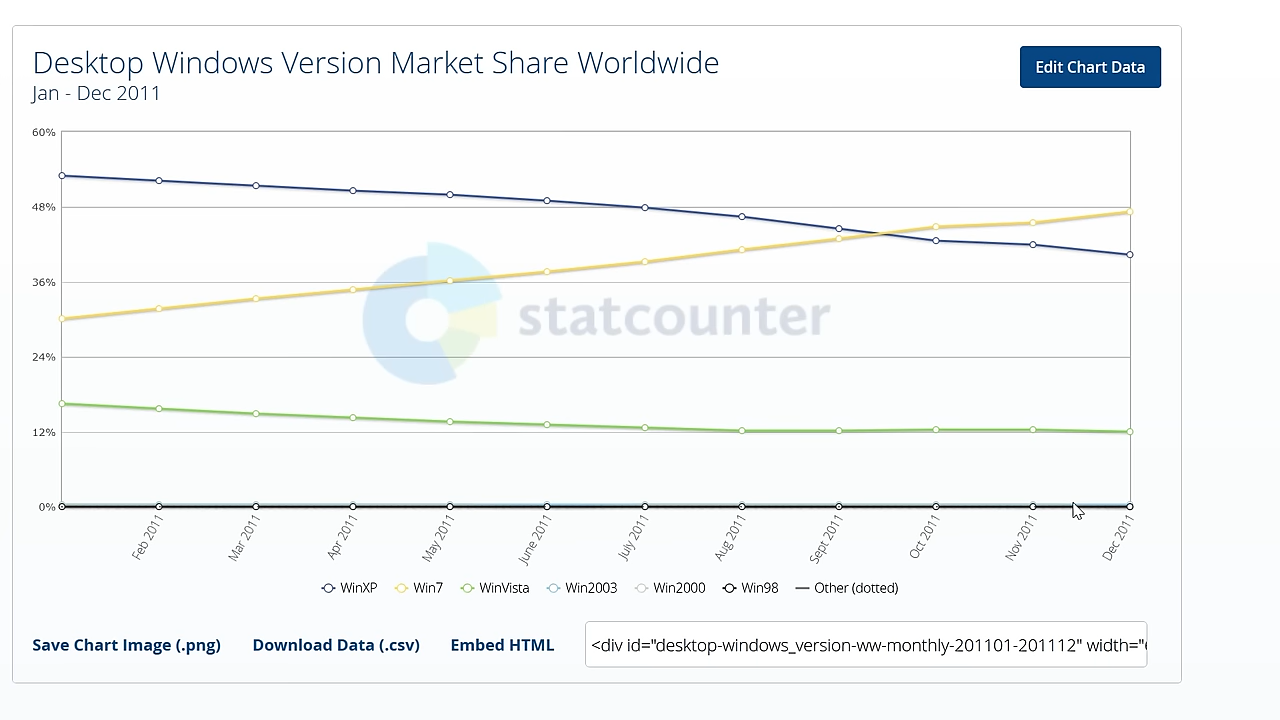 Desktop Windows Version Market Share Worldwide
Jan - Dec 2011
Edit Chart Data
60%
48%
36%
24%
12%
0%
statcounter
Feb 2011
Mar 2011
Apr 2011
May 2011
June 2011
July 2011
Aug 2011
Sept 2011
Oct 2011
Nov 2011
Dec 2011
WinXP Win7 WinVista Win2003 Win2000 Win98 Other (dotted)
Save Chart Image (.png) Download Data (.csv) Embed HTML <div id="desktop-windows_version-ww-monthly-201101-201112" width="